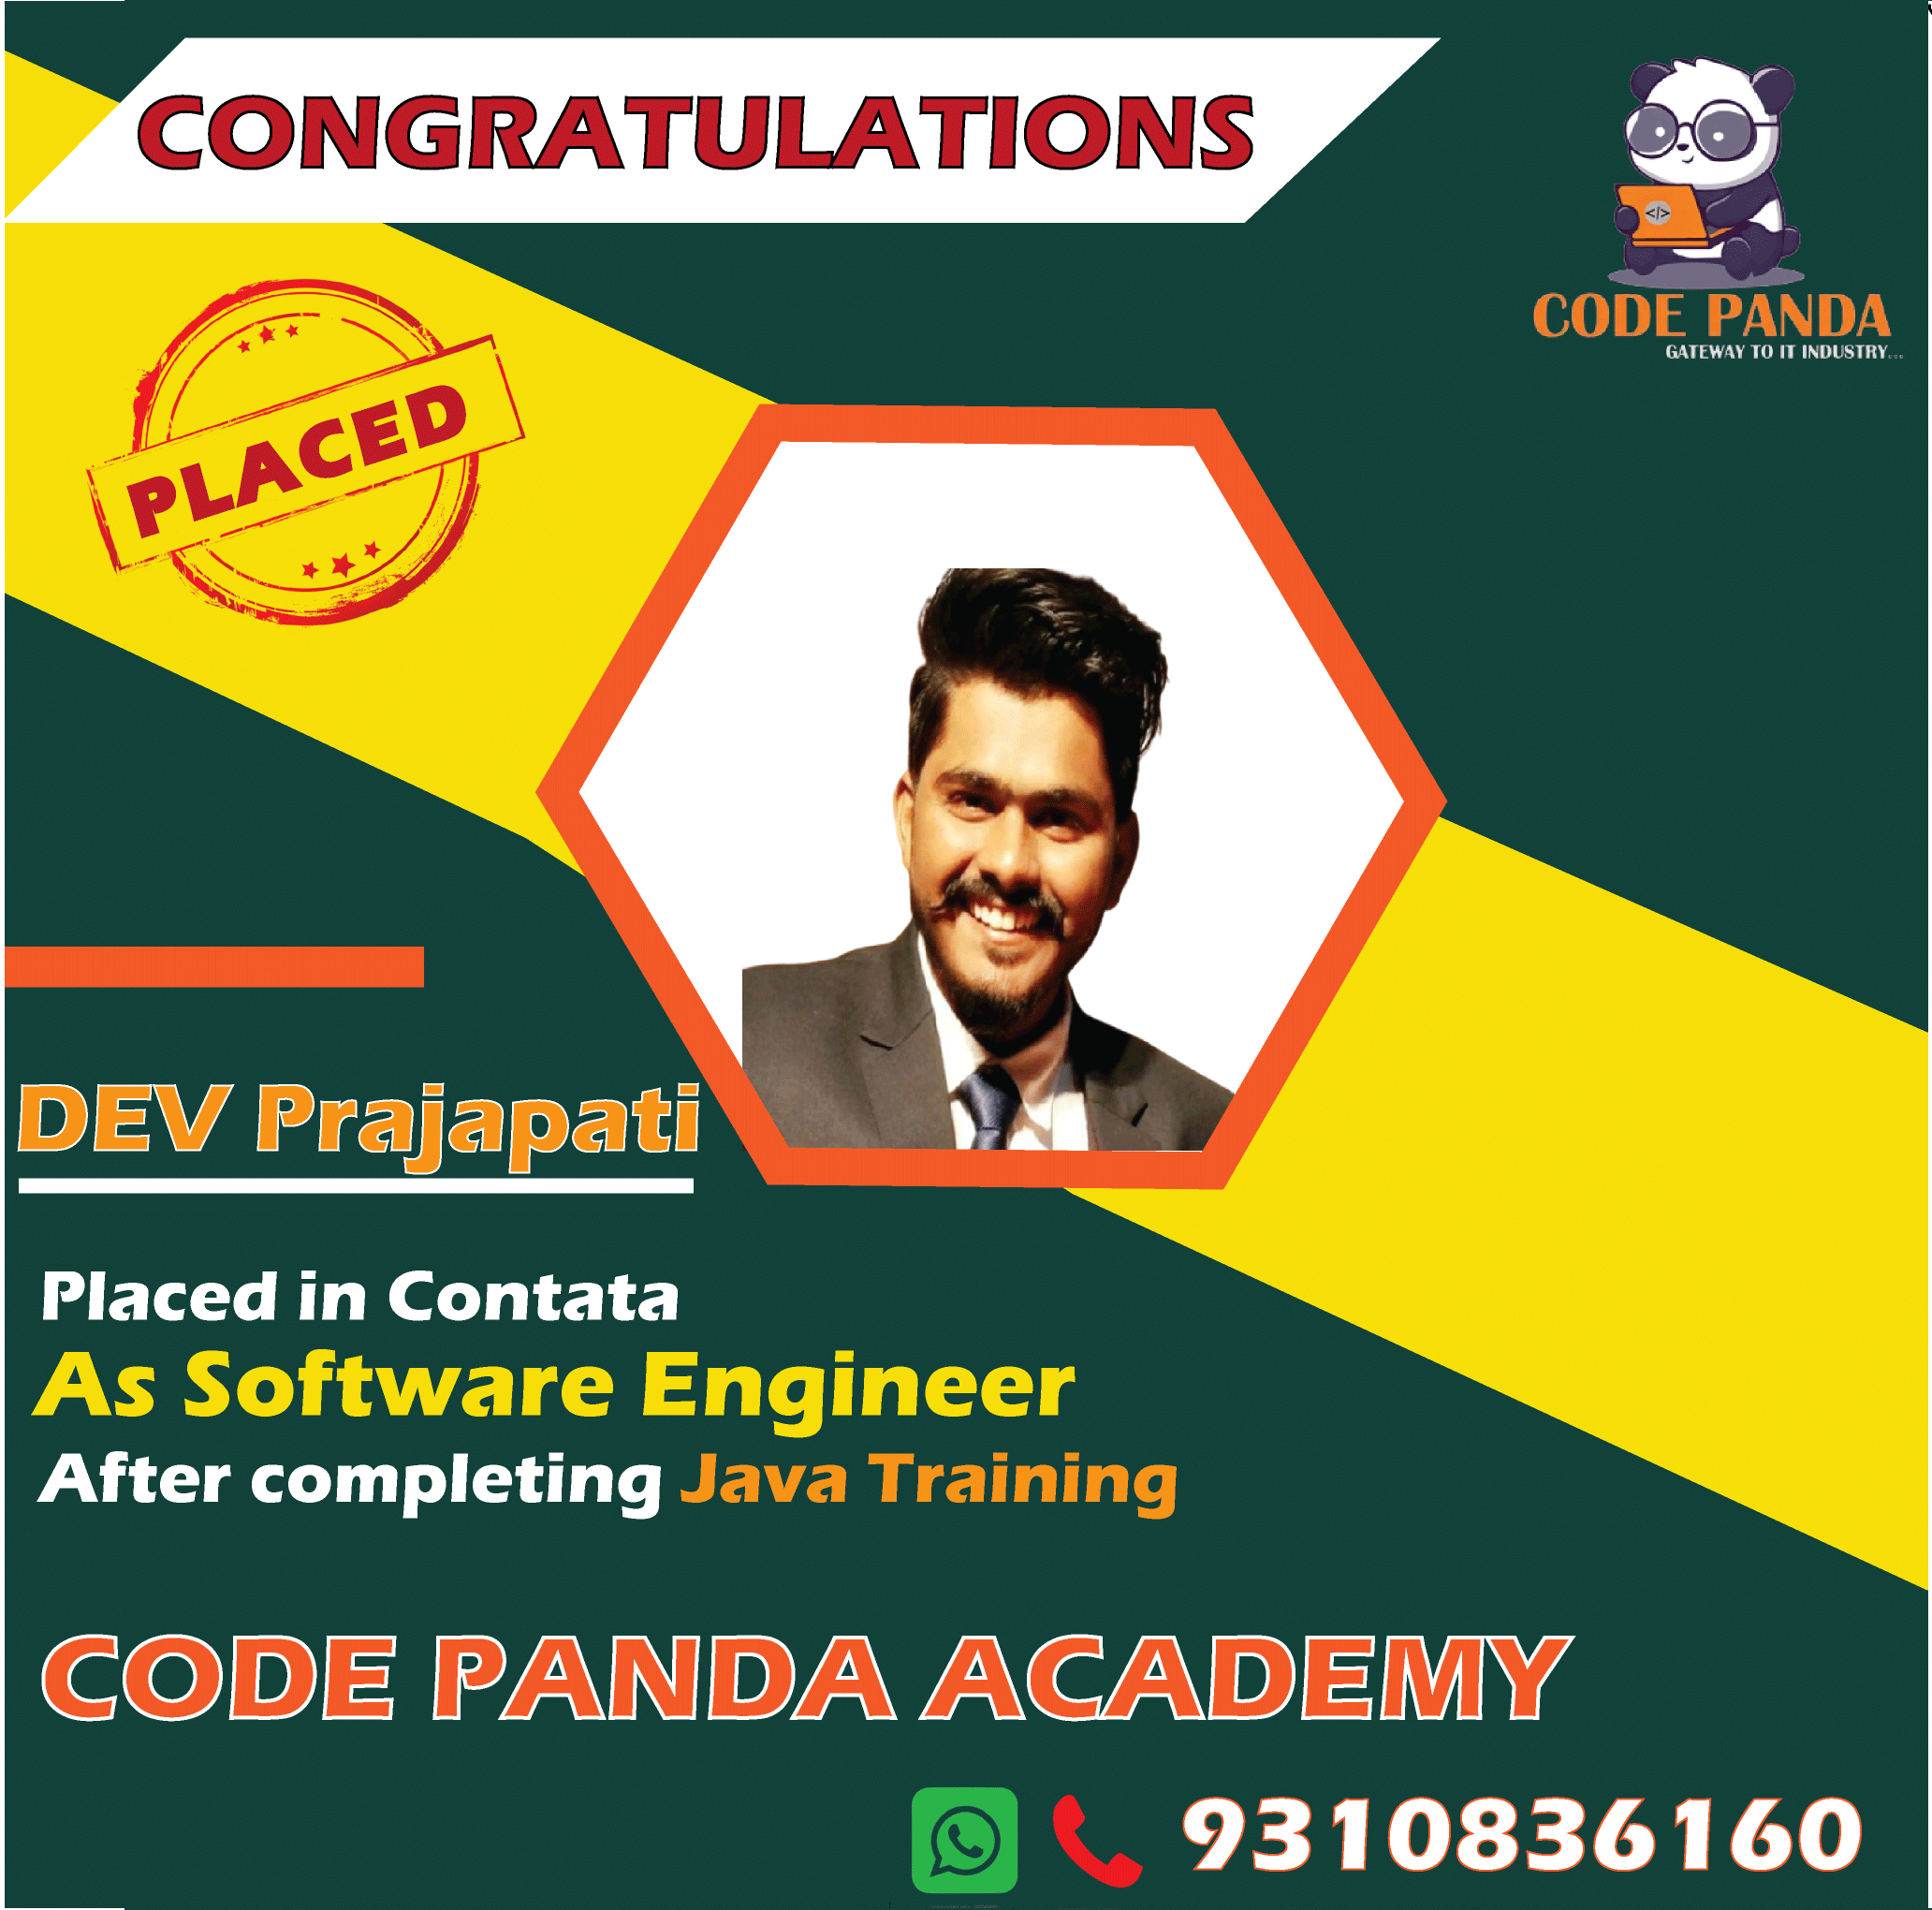 CONGRATULATIONS
</>
CODE PANDA
GATEWAY TO IT INDUSTRY...
PLACED
DEV Prajapati
Placed in Contata
As Software Engineer
After completing Java Training
CODE PANDA ACADEMY
9310836160